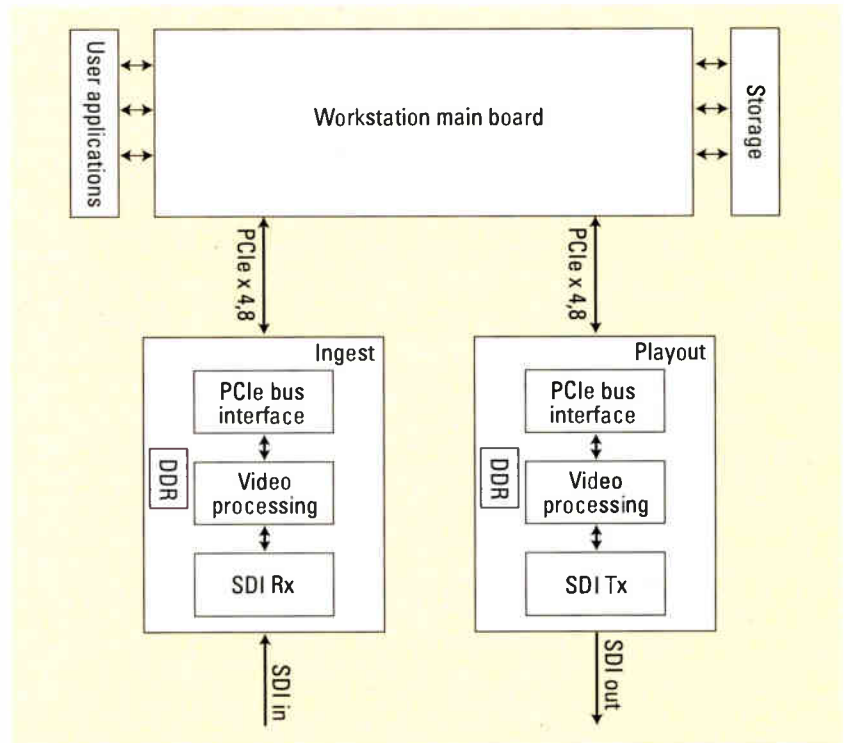 User applications
Workstation main board
Storage
PCIe x 4,8
PCIe x 4,8
Ingest
PCIe bus
interface
DDR
Video
processing
SDI Rx
SDI in
Playout
PCIe bus
interface
DDR
Video
processing
SDI Tx
SDI out